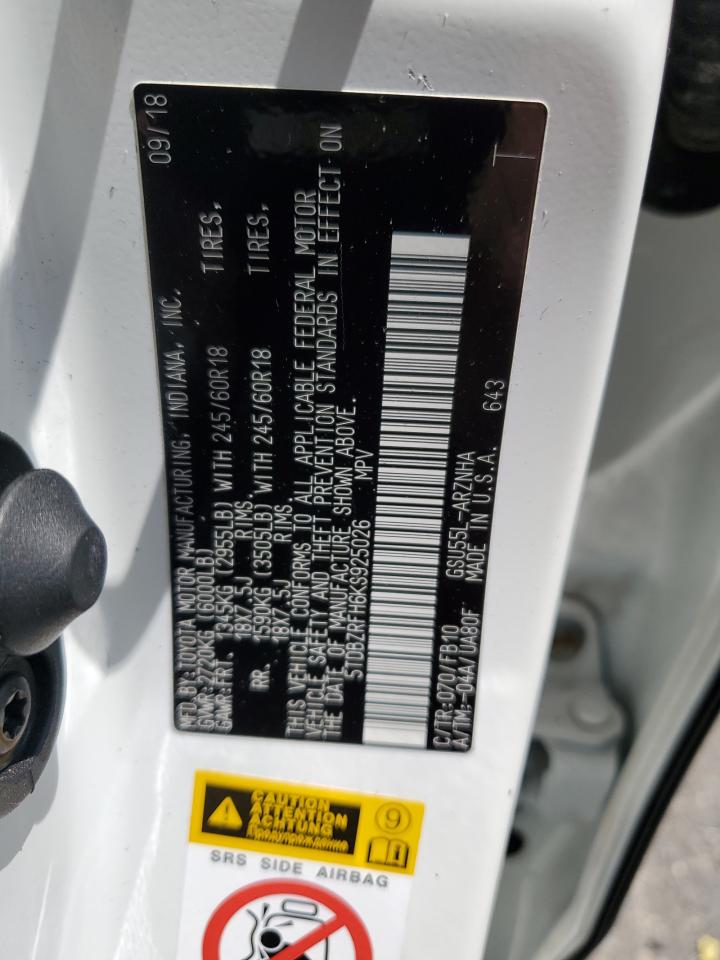 MFD. BY: TOYOTA MOTOR MANUFACTURING, INDIANA, INC. 09/18
GVWR: 2720KG (6000LB)
GAWR: FRT. 1345KG (2965LB) WITH 245/60R18 TIRES,
18X7.5J RIMS.
RR. 1590KG (3505LB) WITH 245/60R18 TIRES,
18X7.5J RIMS.
THIS VEHICLE CONFORMS TO ALL APPLICABLE FEDERAL MOTOR
VEHICLE SAFETY AND THEFT PREVENTION STANDARDS IN EFFECT ON
THE DATE OF MANUFACTURE SHOWN ABOVE.
5TDBZRFH6KS925026 MPV
C/TR: 070/FB10 GSU55L-ARZNHA
A/TM: -04A/UA80F MADE IN U.S.A. 643
CAUTION
ATTENTION
ACHTUNG
Предупреждение
9
SRS SIDE AIRBAG